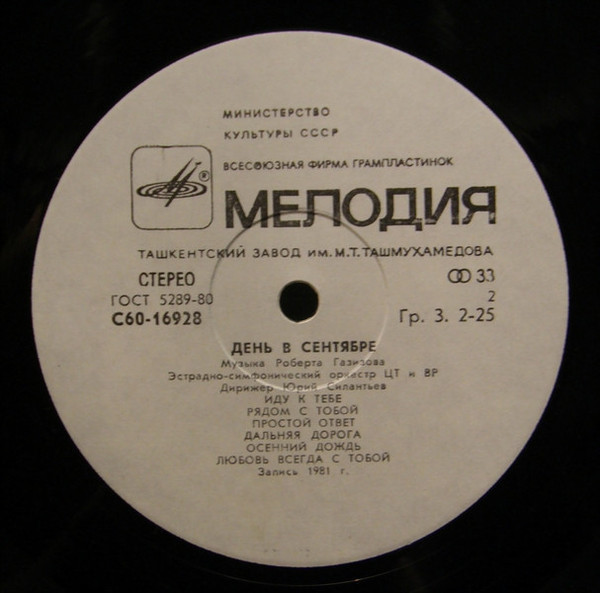 МИНИСТЕРСТВО
КУЛЬТУРЫ СССР
ВСЕСОЮЗНАЯ ФИРМА ГРАМПЛАСТИНОК
®
МЕЛОДИЯ
ТАШКЕНТСКИЙ ЗАВОД ИМ. М.Т. ТАШМУХАМЕДОВА
СТЕРЕО
33
ГОСТ 5289-80
2
С60-16928
Гр. 3. 2-25
ДЕНЬ В СЕНТЯБРЕ
Музыка Роберта Газизова
Эстрадно-симфонический оркестр ЦТ и ВР
Дирижер Юрий Силантьев
ИДУ К ТЕБЕ
РЯДОМ С ТОБОЙ
ПРОСТОЙ ОТВЕТ
ДАЛЬНЯЯ ДОРОГА
ОСЕННИЙ ДОЖДЬ
ЛЮБОВЬ ВСЕГДА С ТОБОЙ
Запись 1981 г.